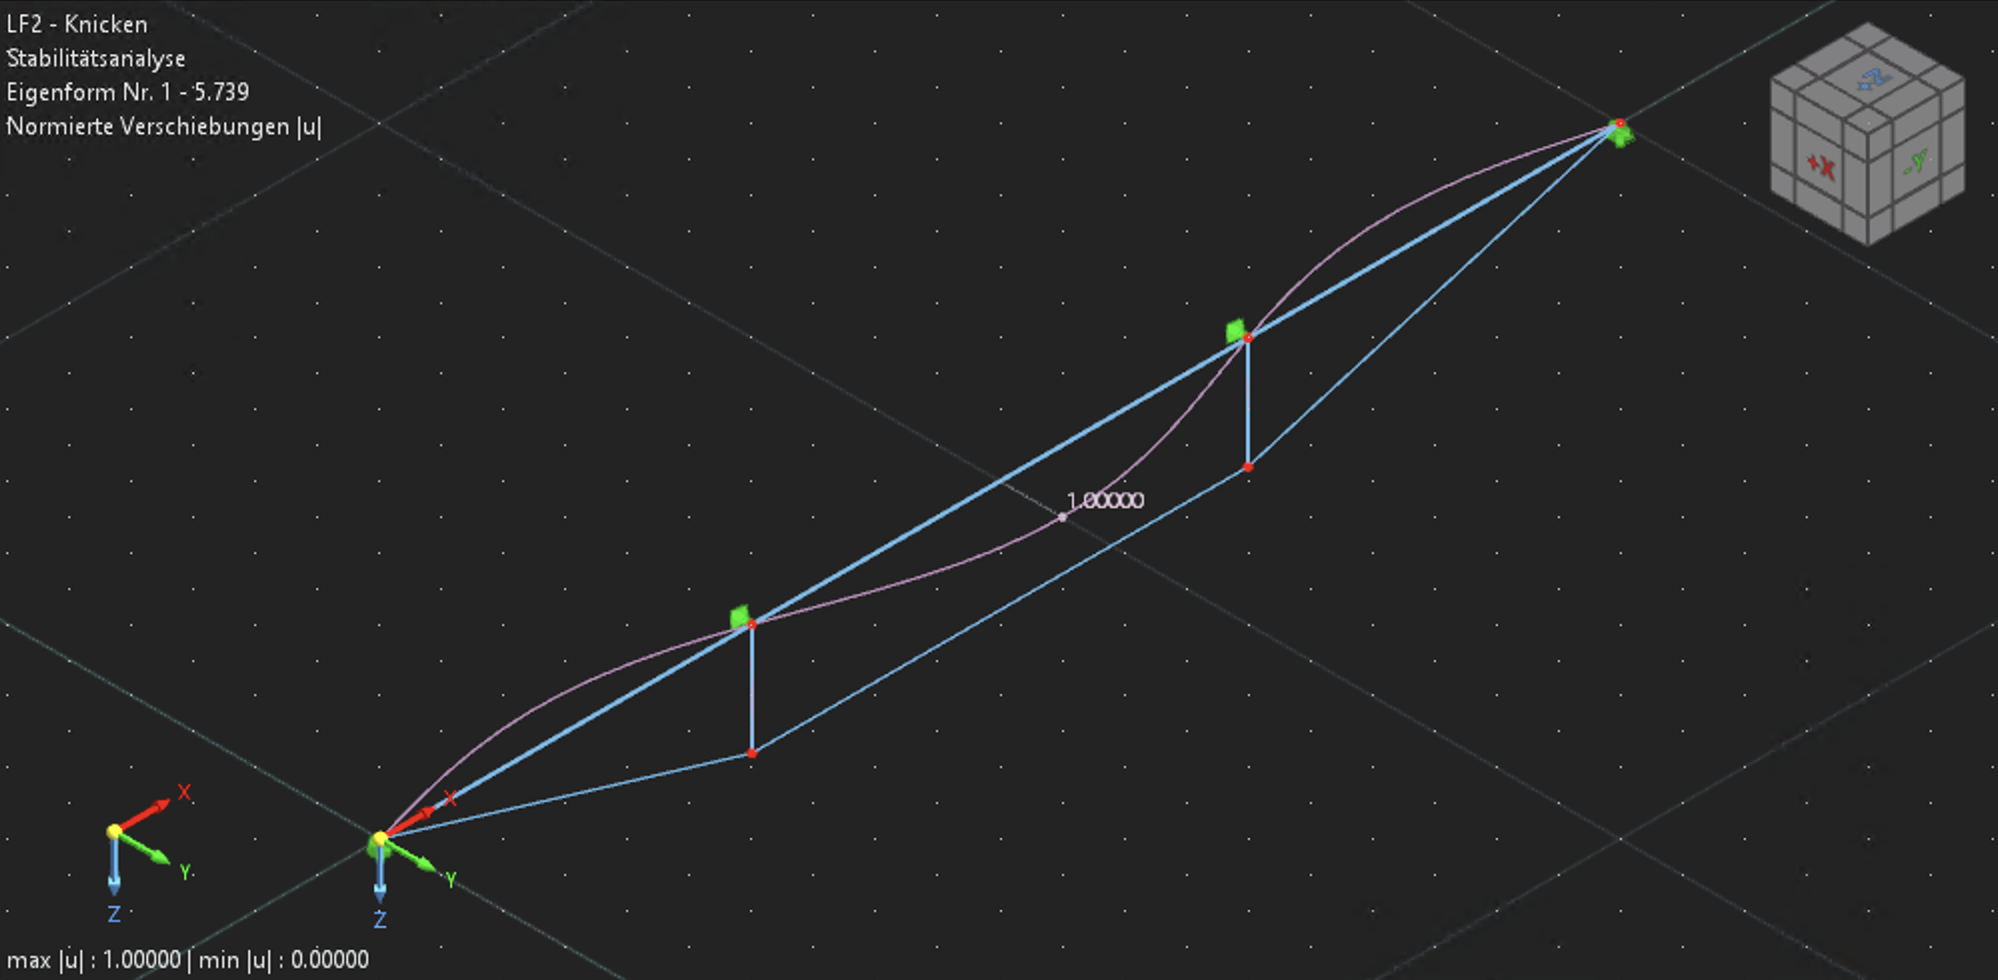 LF2 - Knicken
Stabilitätsanalyse
Eigenform Nr. 1 - 5.739
Normierte Verschiebungen |u|
-Z
+X
-Y
1.00000
X
Y
Z
X
Y
Z
max |u| : 1.00000 | min |u| : 0.00000